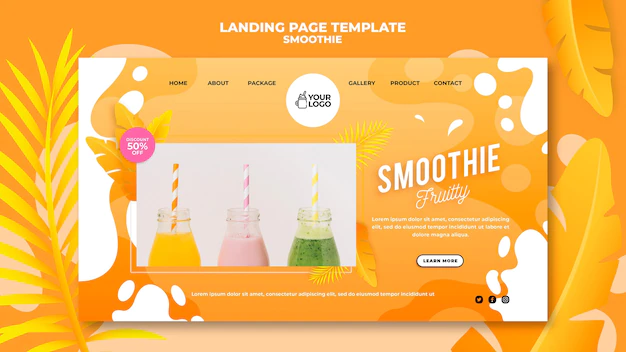 LANDING PAGE TEMPLATE
SMOOTHIE
HOME ABOUT PACKAGE
YOUR
LOGO
GALLERY PRODUCT CONTACT
DISCOUNT
50%
OFF
SMOOTHIE
Fruitty
Lorem ipsum dolor sit amet, consectetur
adipiscing elit, sed do eiusmod tempor
incididunt ut labore et dolore
magna aliqua.
LEARN MORE
Lorem ipsum dolor sit amet, consectetur adipiscing elit, sed do eiusmod tempor incididunt ut